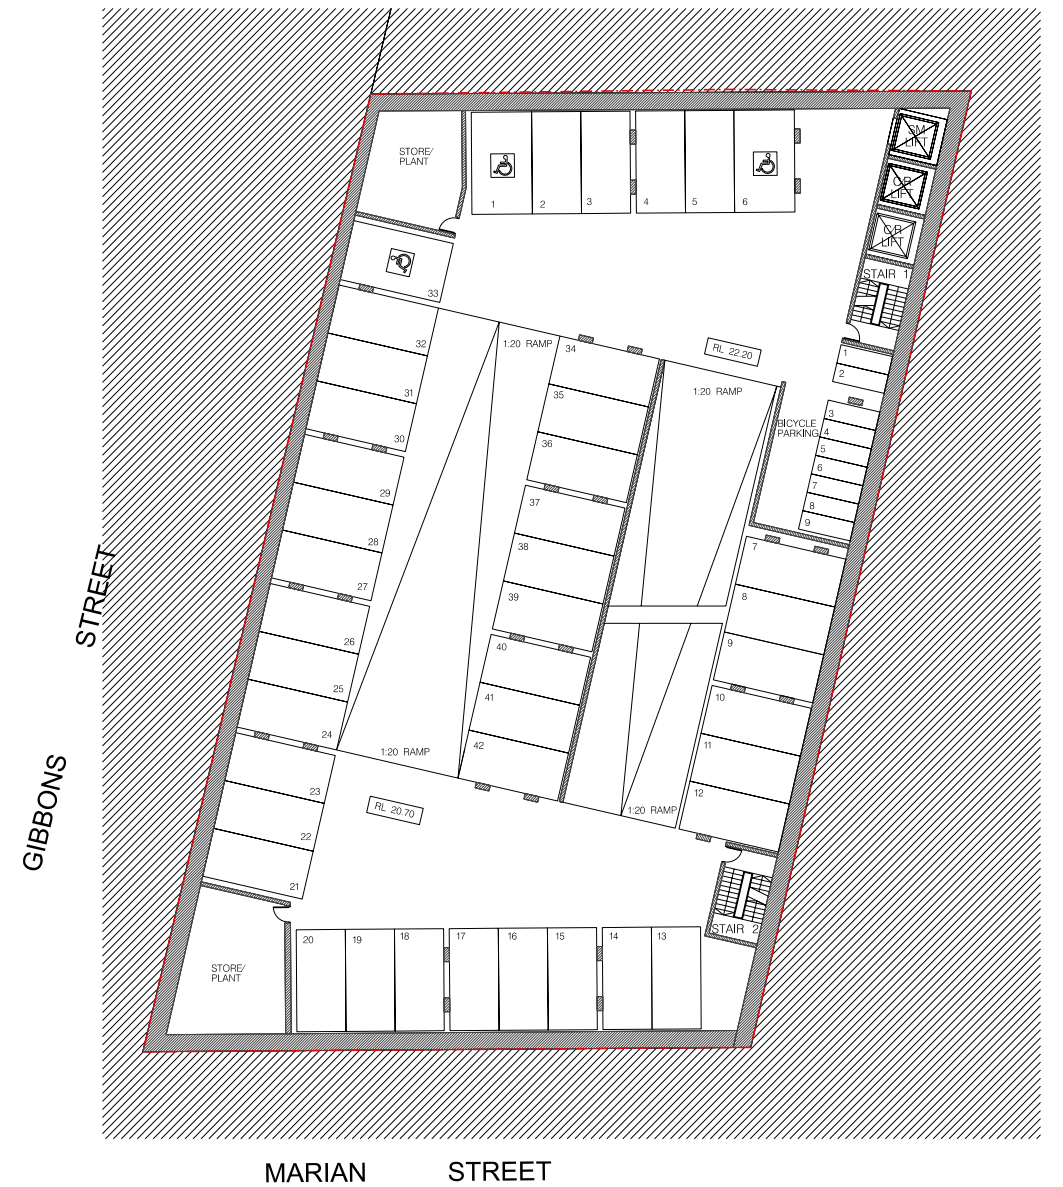 SM
LIFT
STORE/
PLANT
C/R
LIFT
1
2
3
4
5
6
C/R
LIFT
STAIR 1
33
32
1:20 RAMP
34
RL 22.20
1
2
31
35
1:20 RAMP
3
BICYCLE
PARKING
4
30
36
5
6
7
29
37
8
9
28
38
7
27
39
8
STREET
26
40
9
25
41
10
24
42
11
1:20 RAMP
12
23
RL 20.70
1:20 RAMP
22
GIBBONS
21
STAIR 2
20
19
18
17
16
15
14
13
STORE/
PLANT
MARIAN STREET